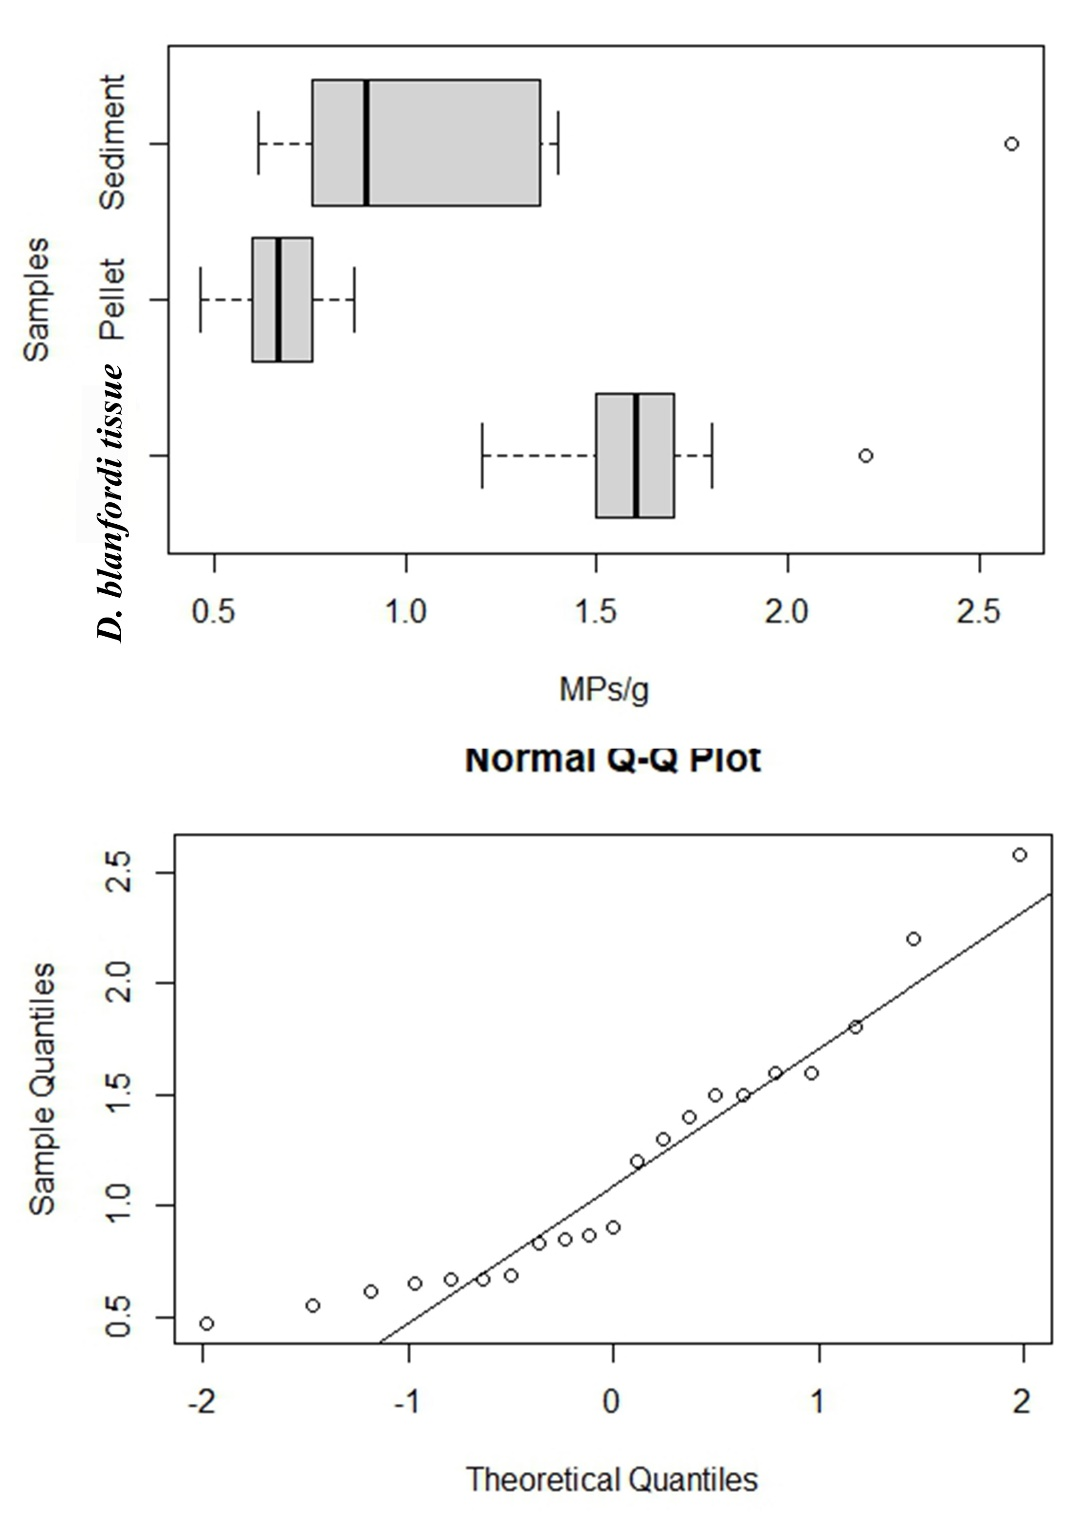 Samples
Sediment
Pellet
D. blanfordi tissue
0.5 1.0 1.5 2.0 2.5
MPs/g
Normal Q-Q Plot
Sample Quantiles
2.5
2.0
1.5
1.0
0.5
-2 -1 0 1 2
Theoretical Quantiles